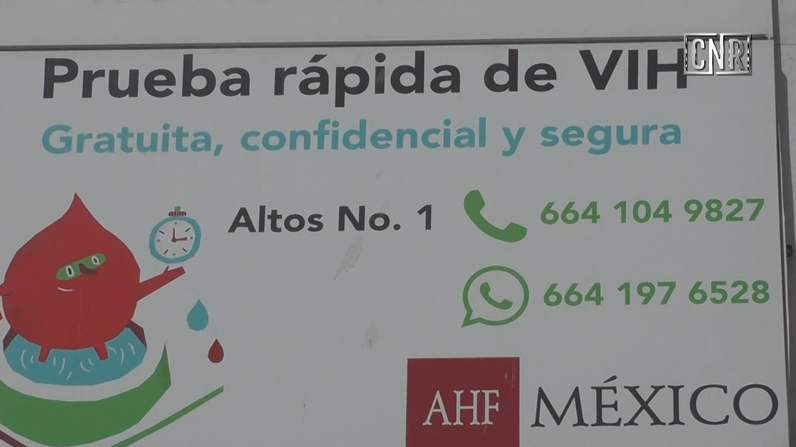 CNR
Prueba rápida de VIH
Gratuita, confidencial y segura
Altos No. 1
664 104 9827
664 197 6528
AHF MÉXICO